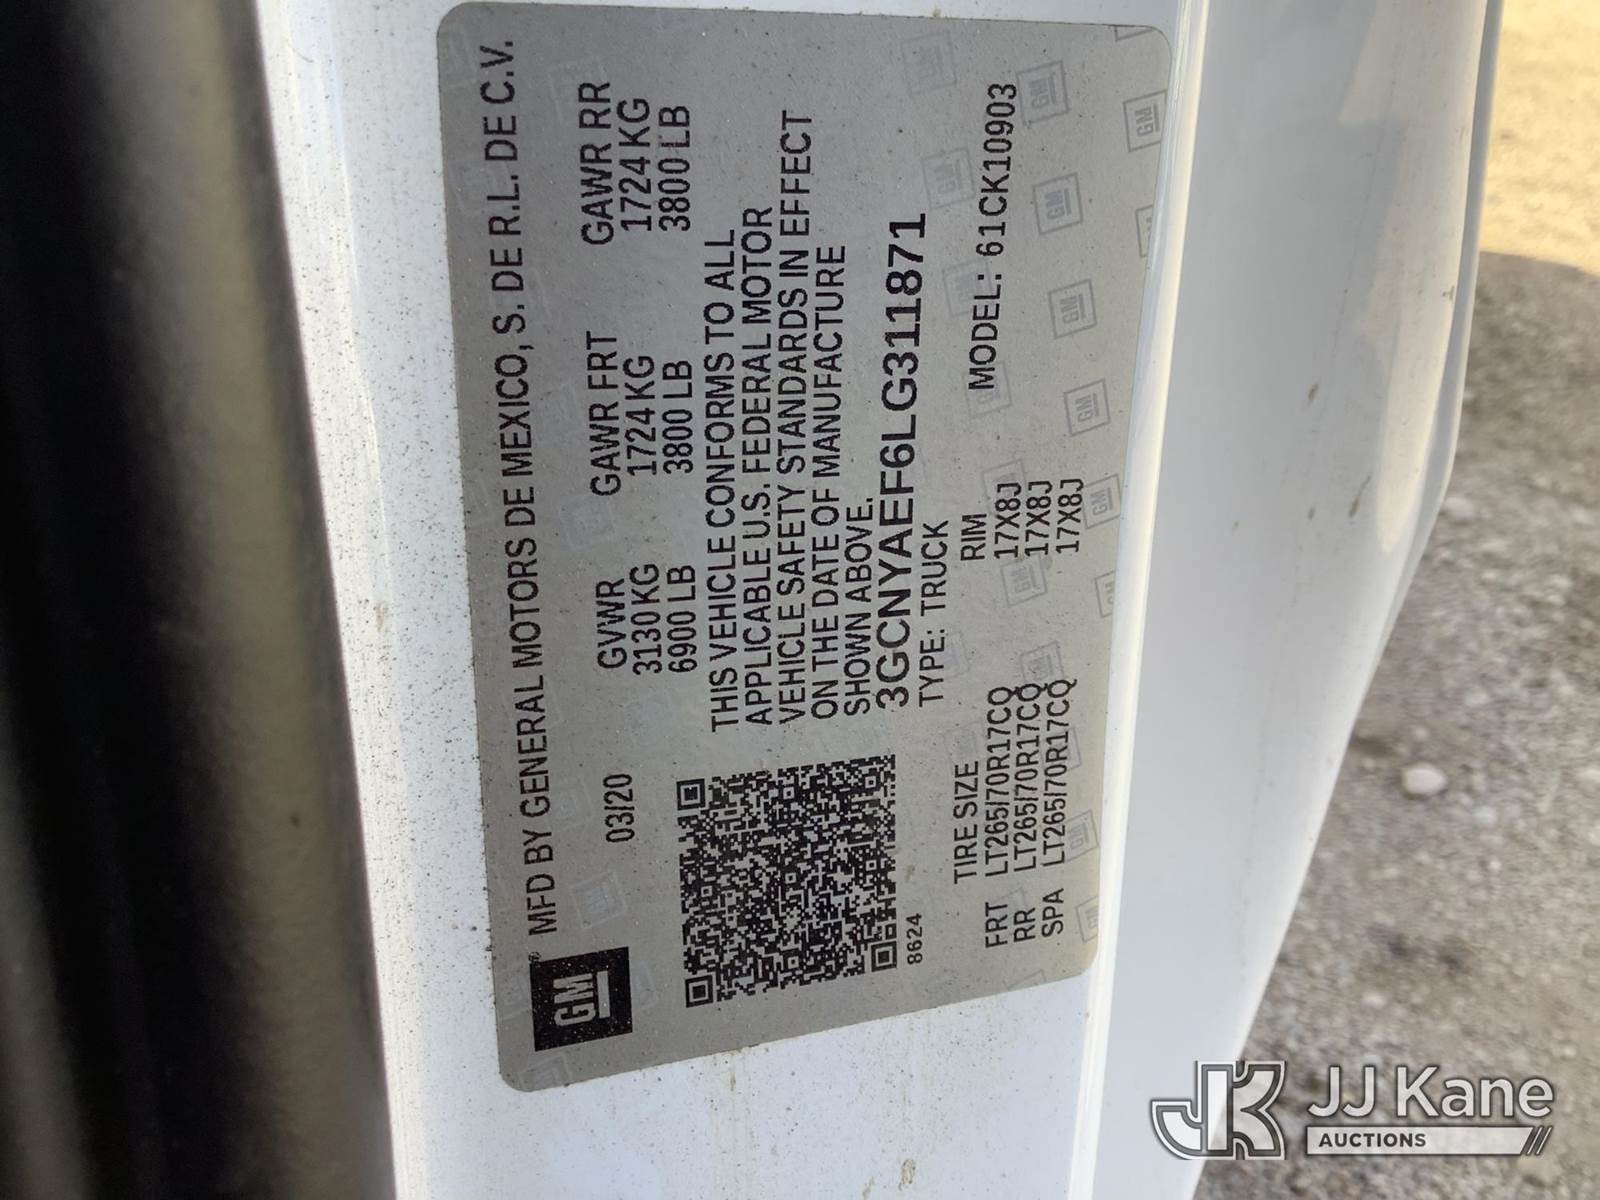 GM®
MFD BY GENERAL MOTORS DE MEXICO, S. DE R.L. DE C.V.
03/20 GVWR GAWR FRT GAWR RR
3130 KG 1724 KG 1724 KG
6900 LB 3800 LB 3800 LB
THIS VEHICLE CONFORMS TO ALL
APPLICABLE U.S. FEDERAL MOTOR
VEHICLE SAFETY STANDARDS IN EFFECT
ON THE DATE OF MANUFACTURE
SHOWN ABOVE.
3GCNYAEF6LG311871
8624 TYPE: TRUCK
TIRE SIZE RIM MODEL: 61CK10903
FRT LT265/70R17CQ 17X8J
RR LT265/70R17CQ 17X8J
SPA LT265/70R17CQ 17X8J
JK JJ Kane
AUCTIONS